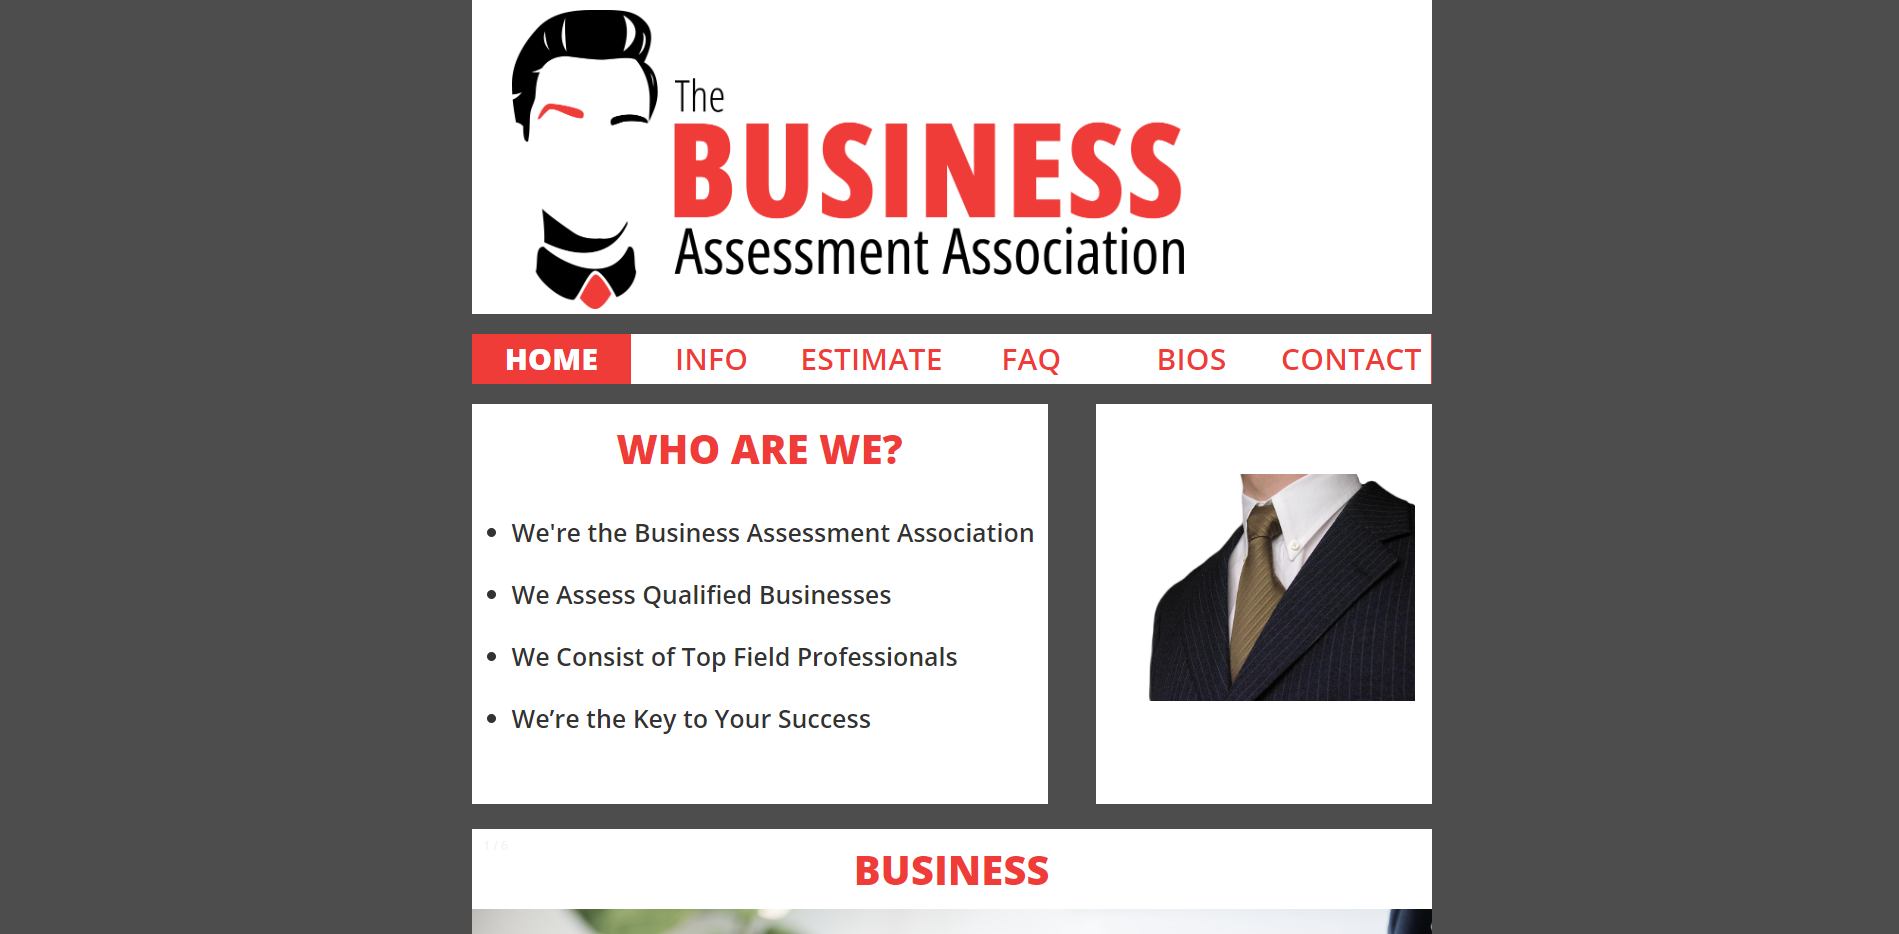 The
BUSINESS
Assessment Association
HOME INFO ESTIMATE FAQ BIOS CONTACT
WHO ARE WE?
• We're the Business Assessment Association
• We Assess Qualified Businesses
• We Consist of Top Field Professionals
• We’re the Key to Your Success
1 / 6
BUSINESS